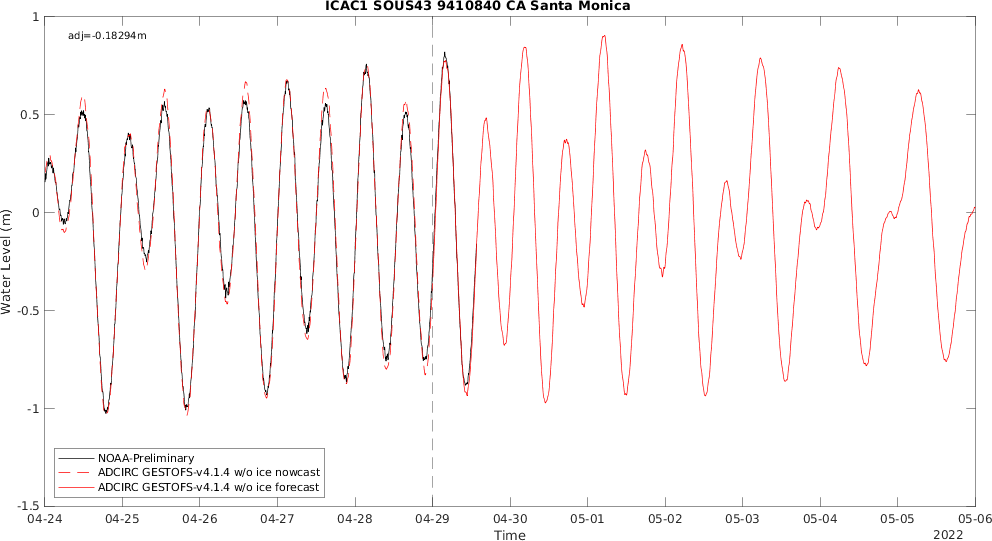 ICAC1 SOUS43 9410840 CA Santa Monica
adj=-0.18294m
1
0.5
0
-0.5
-1
-1.5
Water Level (m)
NOAA-Preliminary
ADCIRC GESTOFS-v4.1.4 w/o ice nowcast
ADCIRC GESTOFS-v4.1.4 w/o ice forecast
04-24 04-25 04-26 04-27 04-28 04-29 04-30 05-01 05-02 05-03 05-04 05-05 05-06
Time
2022